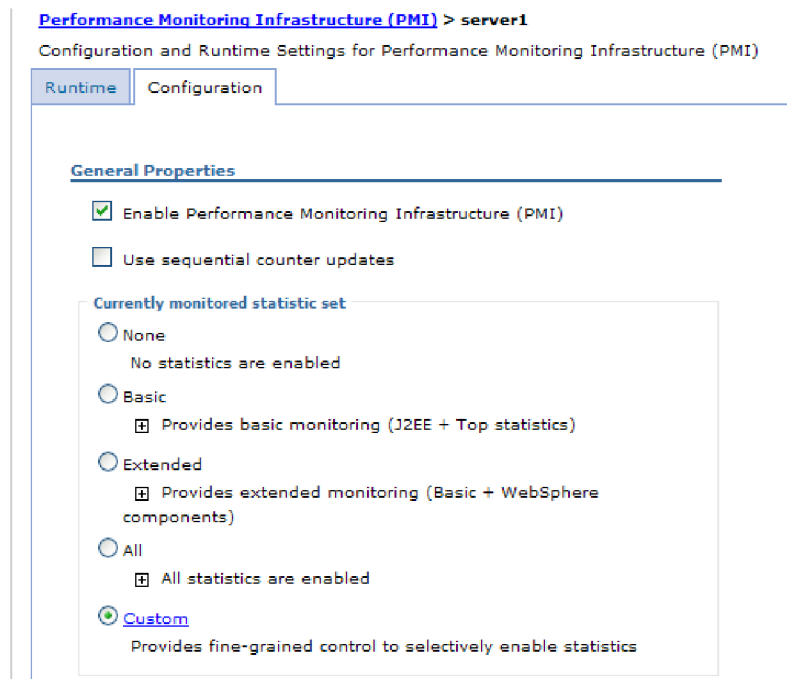 Performance Monitoring Infrastructure (PMI) > server1
Configuration and Runtime Settings for Performance Monitoring Infrastructure (PMI)
Runtime Configuration
General Properties
Enable Performance Monitoring Infrastructure (PMI)
Use sequential counter updates
Currently monitored statistic set
None
No statistics are enabled
Basic
Provides basic monitoring (J2EE + Top statistics)
Extended
Provides extended monitoring (Basic + WebSphere
components)
All
All statistics are enabled
Custom
Provides fine-grained control to selectively enable statistics